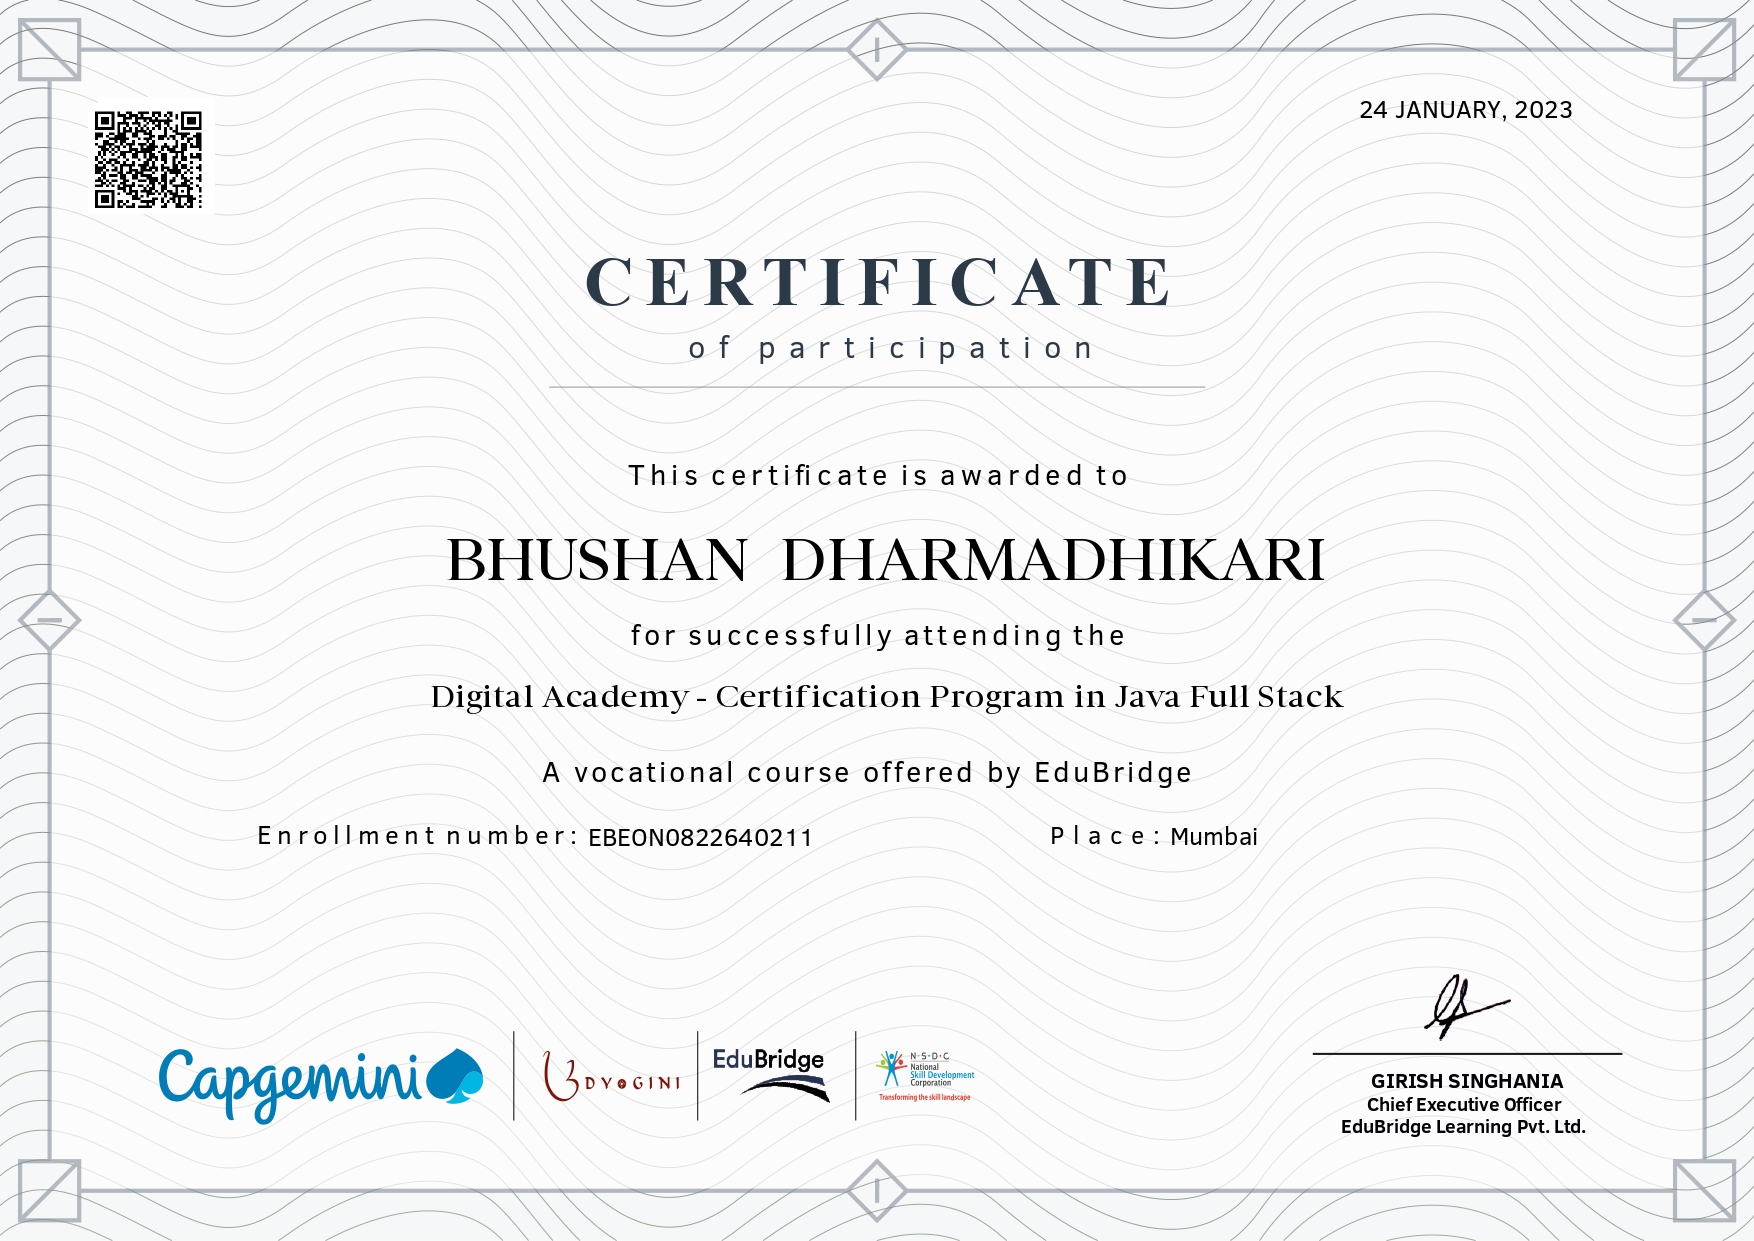 24 JANUARY, 2023
CERTIFICATE
of participation
This certificate is awarded to
BHUSHAN DHARMADHIKARI
for successfully attending the
Digital Academy - Certification Program in Java Full Stack
A vocational course offered by EduBridge
Enrollment number: EBEON0822640211
Place: Mumbai
Capgemini
UDYOGINI
EduBridge
N·S·D·C
National
Skill Development
Corporation
Transforming the skill landscape
GIRISH SINGHANIA
Chief Executive Officer
EduBridge Learning Pvt. Ltd.